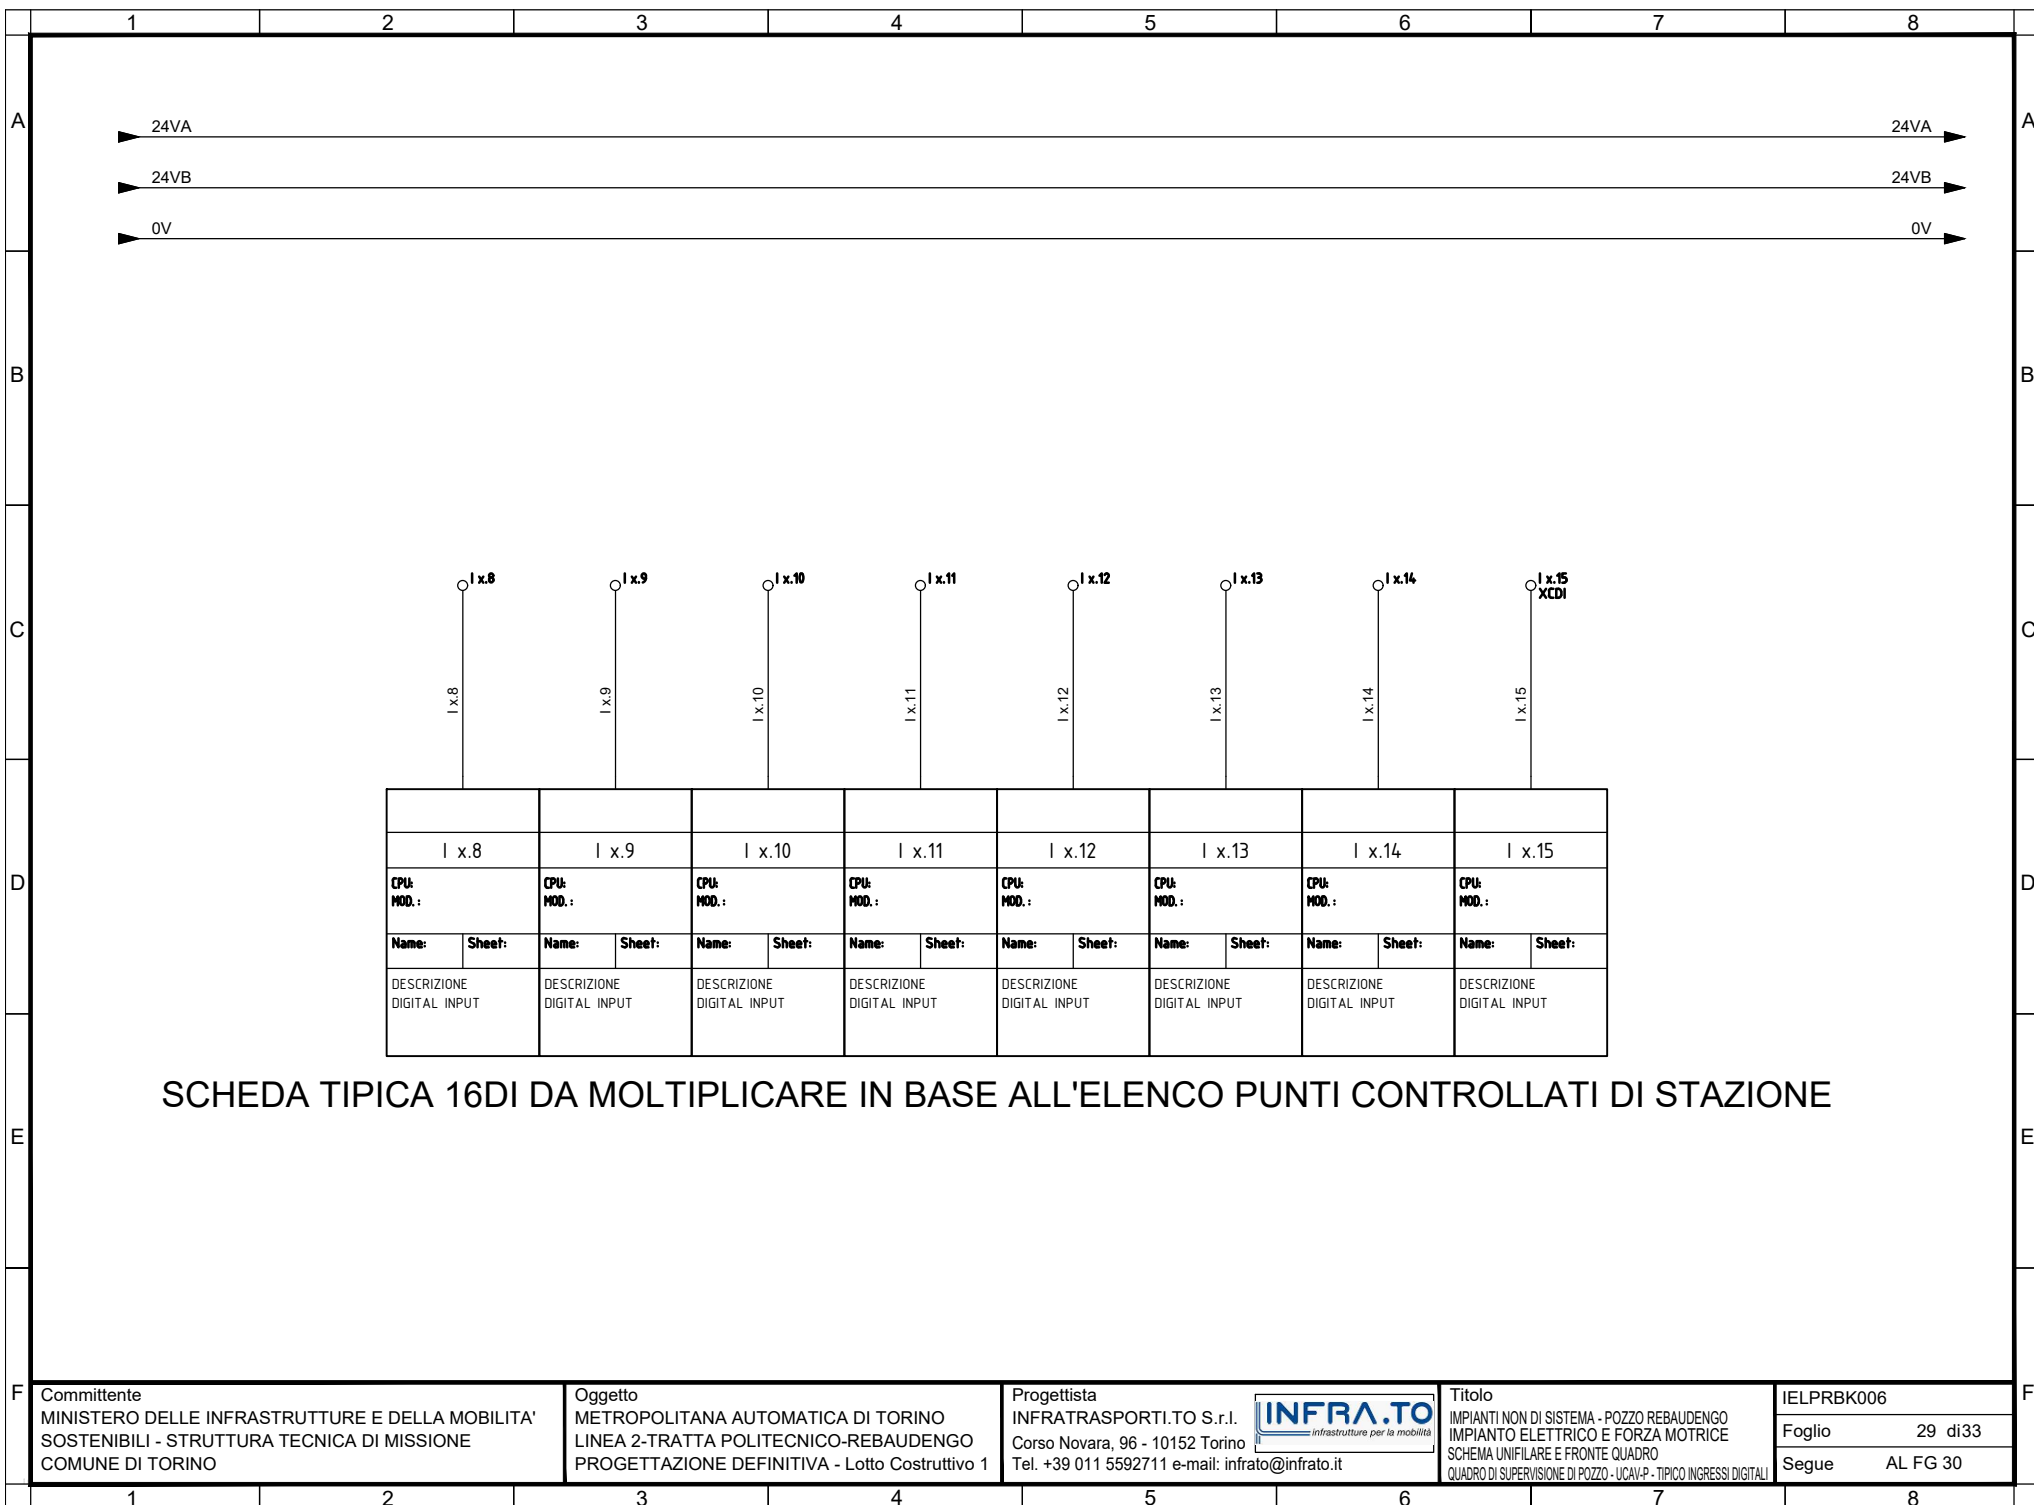 1 2 3 4 5 6 7 8
A A
24VA 24VA
24VB 24VB
0V 0V
B B
I x.8 I x.9 I x.10 I x.11 I x.12 I x.13 I x.14 I x.15
XCDI
C C
I x.8 I x.9 I x.10 I x.11 I x.12 I x.13 I x.14 I x.15
I x.8 I x.9 I x.10 I x.11 I x.12 I x.13 I x.14 I x.15
D D
CPU: CPU: CPU: CPU: CPU: CPU: CPU: CPU:
MOD. : MOD. : MOD. : MOD. : MOD. : MOD. : MOD. : MOD. :
Name: Sheet: Name: Sheet: Name: Sheet: Name: Sheet: Name: Sheet: Name: Sheet: Name: Sheet: Name: Sheet:
DESCRIZIONE DESCRIZIONE DESCRIZIONE DESCRIZIONE DESCRIZIONE DESCRIZIONE DESCRIZIONE DESCRIZIONE
DIGITAL INPUT DIGITAL INPUT DIGITAL INPUT DIGITAL INPUT DIGITAL INPUT DIGITAL INPUT DIGITAL INPUT DIGITAL INPUT
SCHEDA TIPICA 16DI DA MOLTIPLICARE IN BASE ALL'ELENCO PUNTI CONTROLLATI DI STAZIONE
E E
F F
Committente
MINISTERO DELLE INFRASTRUTTURE E DELLA MOBILITA'
SOSTENIBILI - STRUTTURA TECNICA DI MISSIONE
COMUNE DI TORINO
Oggetto
METROPOLITANA AUTOMATICA DI TORINO
LINEA 2-TRATTA POLITECNICO-REBAUDENGO
PROGETTAZIONE DEFINITIVA - Lotto Costruttivo 1
Progettista
INFRATRASPORTI.TO S.r.l.
Corso Novara, 96 - 10152 Torino
Tel. +39 011 5592711 e-mail: infrato@infrato.it
INFRA.TO
infrastrutture per la mobilità
Titolo
IMPIANTI NON DI SISTEMA - POZZO REBAUDENGO
IMPIANTO ELETTRICO E FORZA MOTRICE
SCHEMA UNIFILARE E FRONTE QUADRO
QUADRO DI SUPERVISIONE DI POZZO - UCAV-P - TIPICO INGRESSI DIGITALI
IELPRBK006
Foglio 29 di33
Segue AL FG 30
1 2 3 4 5 6 7 8